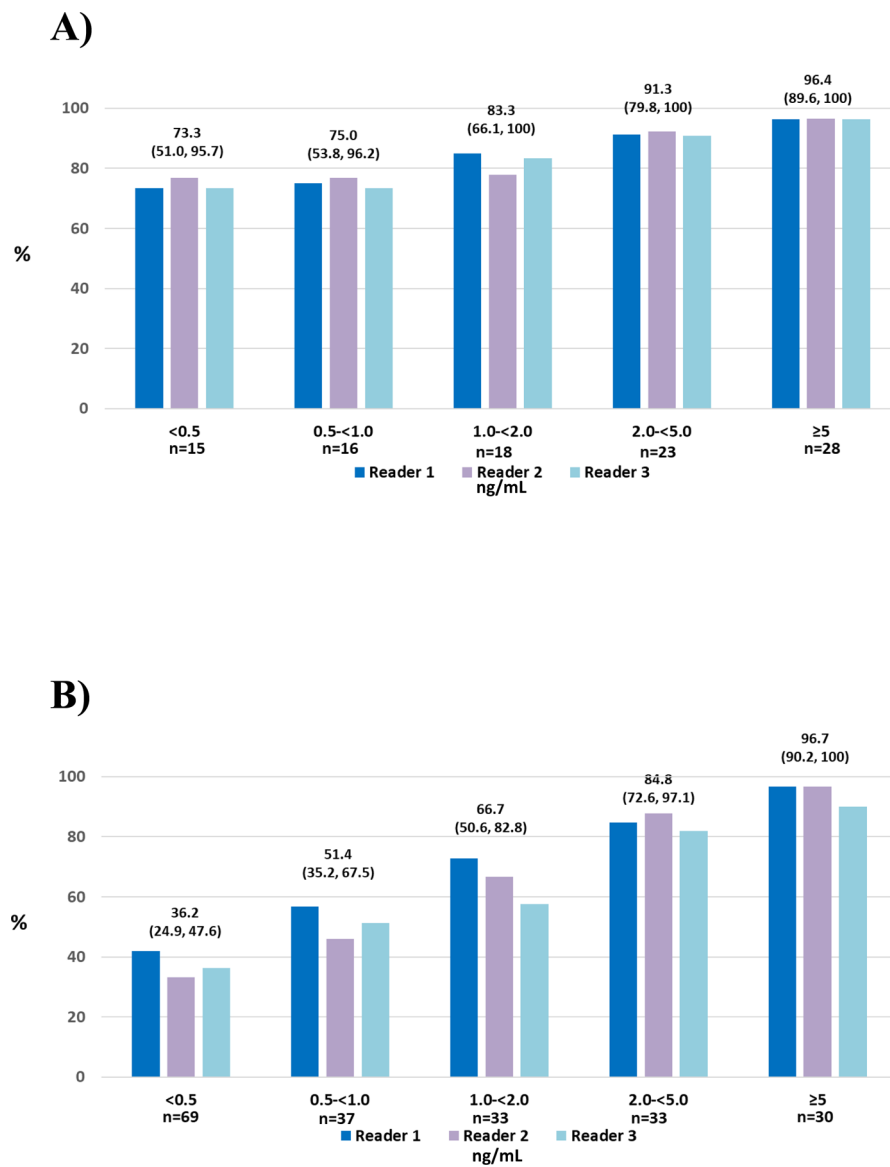 A)
100
80
60
40
20
0
%
73.3
(51.0, 95.7)
75.0
(53.8, 96.2)
83.3
(66.1, 100)
91.3
(79.8, 100)
96.4
(89.6, 100)
<0.5
n=15
0.5-<1.0
n=16
1.0-<2.0
n=18
2.0-<5.0
n=23
≥5
n=28
Reader 1 Reader 2 Reader 3
ng/mL
B)
100
80
60
40
20
0
%
36.2
(24.9, 47.6)
51.4
(35.2, 67.5)
66.7
(50.6, 82.8)
84.8
(72.6, 97.1)
96.7
(90.2, 100)
<0.5
n=69
0.5-<1.0
n=37
1.0-<2.0
n=33
2.0-<5.0
n=33
≥5
n=30
Reader 1 Reader 2 Reader 3
ng/mL